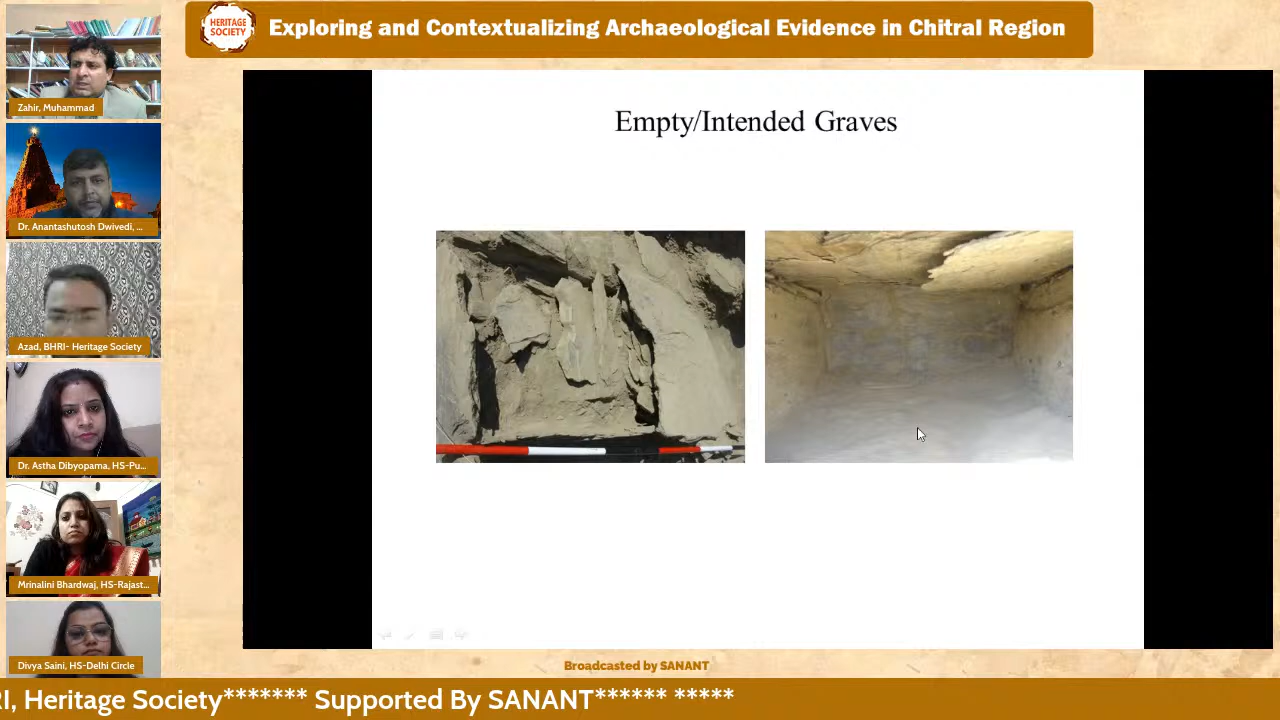 HERITAGE
SOCIETY
Exploring and Contextualizing Archaeological Evidence in Chitral Region
Zahir, Muhammad
Dr. Anantashutosh Dwivedi, ...
Azad, BHRI- Heritage Society
Dr. Astha Dibyopama, HS-Pu...
Mrinalini Bhardwaj, HS-Rajast...
Divya Saini, HS-Delhi Circle
Empty/Intended Graves
Broadcasted by SANANT
RI, Heritage Society******* Supported By SANANT****** *****